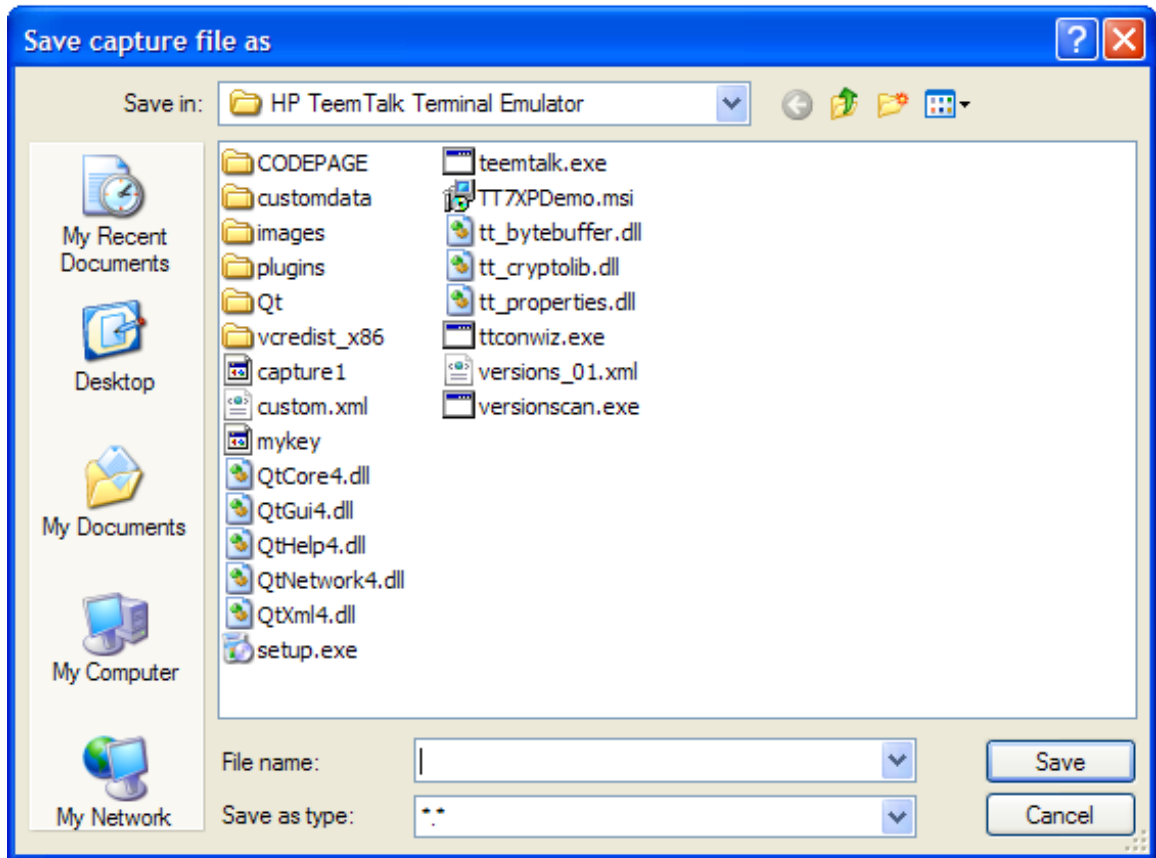 Save capture file as
Save in: HP TeemTalk Terminal Emulator
My Recent
Documents
Desktop
My Documents
My Computer
My Network
CODEPAGE
customdata
images
plugins
Qt
vcredist_x86
capture1
custom.xml
mykey
QtCore4.dll
QtGui4.dll
QtHelp4.dll
QtNetwork4.dll
QtXml4.dll
setup.exe
teemtalk.exe
TT7XPDemo.msi
tt_bytebuffer.dll
tt_cryptolib.dll
tt_properties.dll
ttconwiz.exe
versions_01.xml
versionscan.exe
File name: Save
Save as type: *.* Cancel